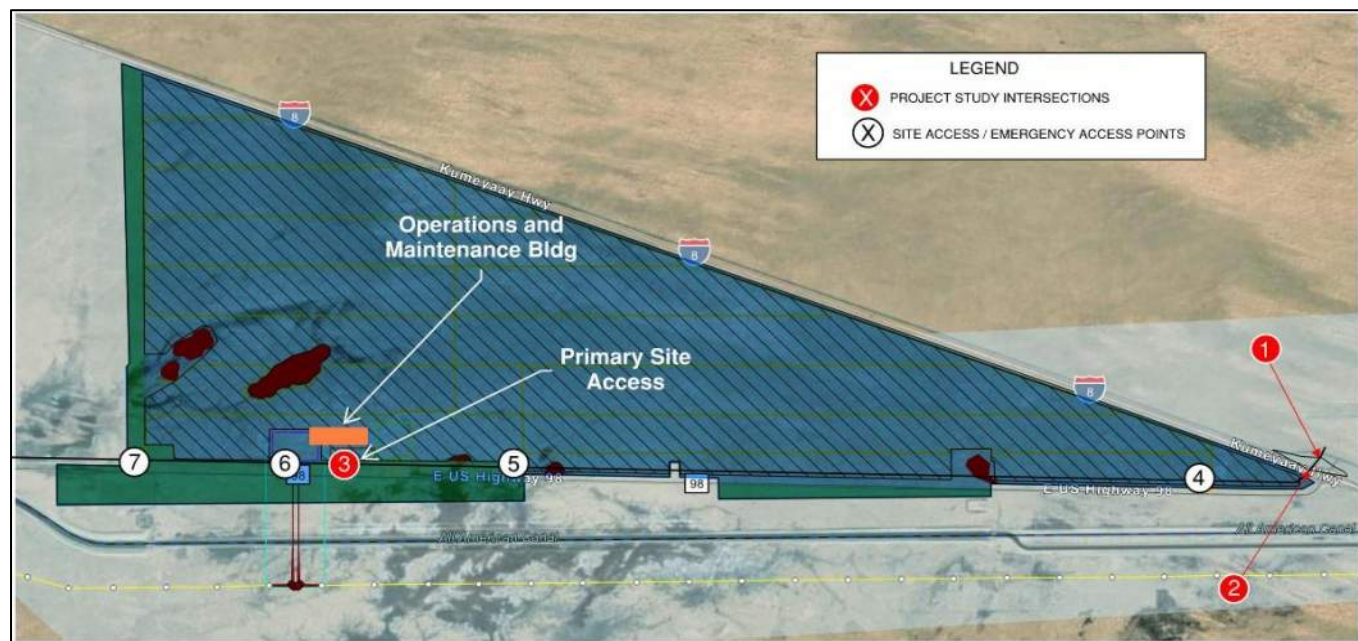 LEGEND
X PROJECT STUDY INTERSECTIONS
X SITE ACCESS / EMERGENCY ACCESS POINTS
8
Kumeyaay Hwy
Operations and
Maintenance Bldg
8
Primary Site
Access
1
8
Kumeyaay Hwy
7
6
3
5
4
98
E US Highway 98
98
E US Highway 98
All American Canal
All American Canal
2